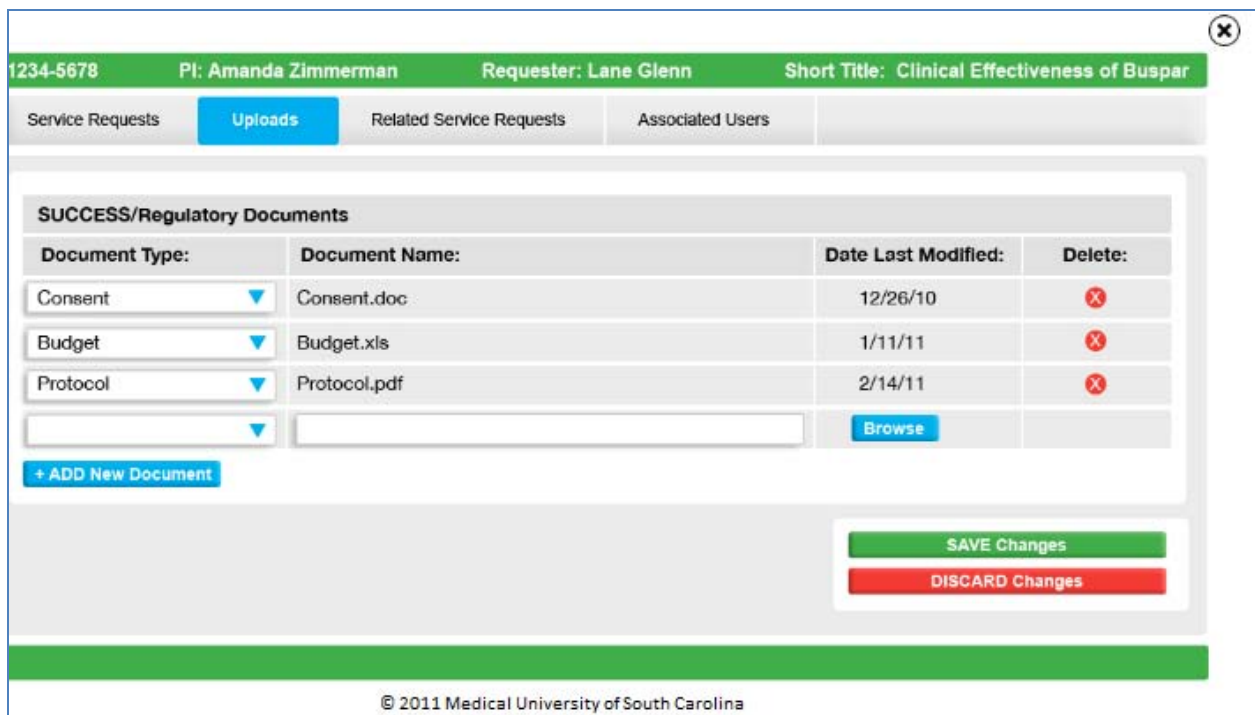 1234-5678 PI: Amanda Zimmerman Requester: Lane Glenn Short Title: Clinical Effectiveness of Buspar
Service Requests Uploads Related Service Requests Associated Users
SUCCESS/Regulatory Documents
Document Type: Document Name: Date Last Modified: Delete:
Consent Consent.doc 12/26/10 X
Budget Budget.xls 1/11/11 X
Protocol Protocol.pdf 2/14/11 X
Browse
+ ADD New Document
SAVE Changes
DISCARD Changes
© 2011 Medical University of South Carolina